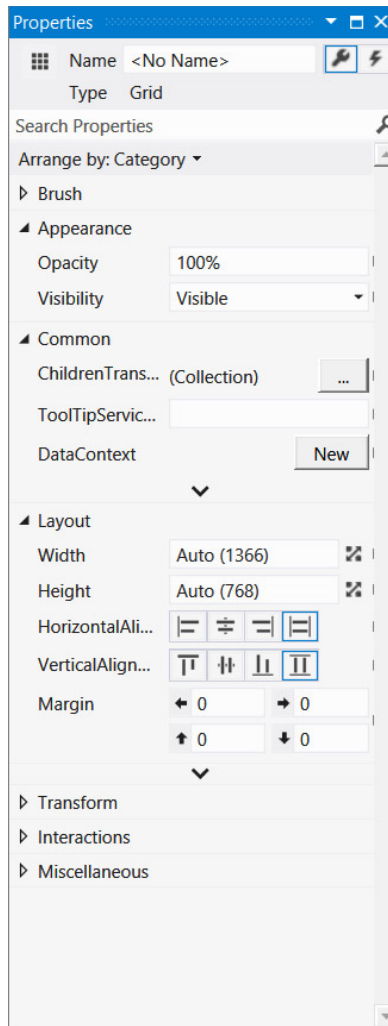 Properties
Name <No Name>
Type Grid
Search Properties
Arrange by: Category
Brush
Appearance
Opacity 100%
Visibility Visible
Common
ChildrenTrans... (Collection) ...
ToolTipServic...
DataContext New
Layout
Width Auto (1366)
Height Auto (768)
HorizontalAli...
VerticalAlign...
Margin 0 0
0 0
Transform
Interactions
Miscellaneous